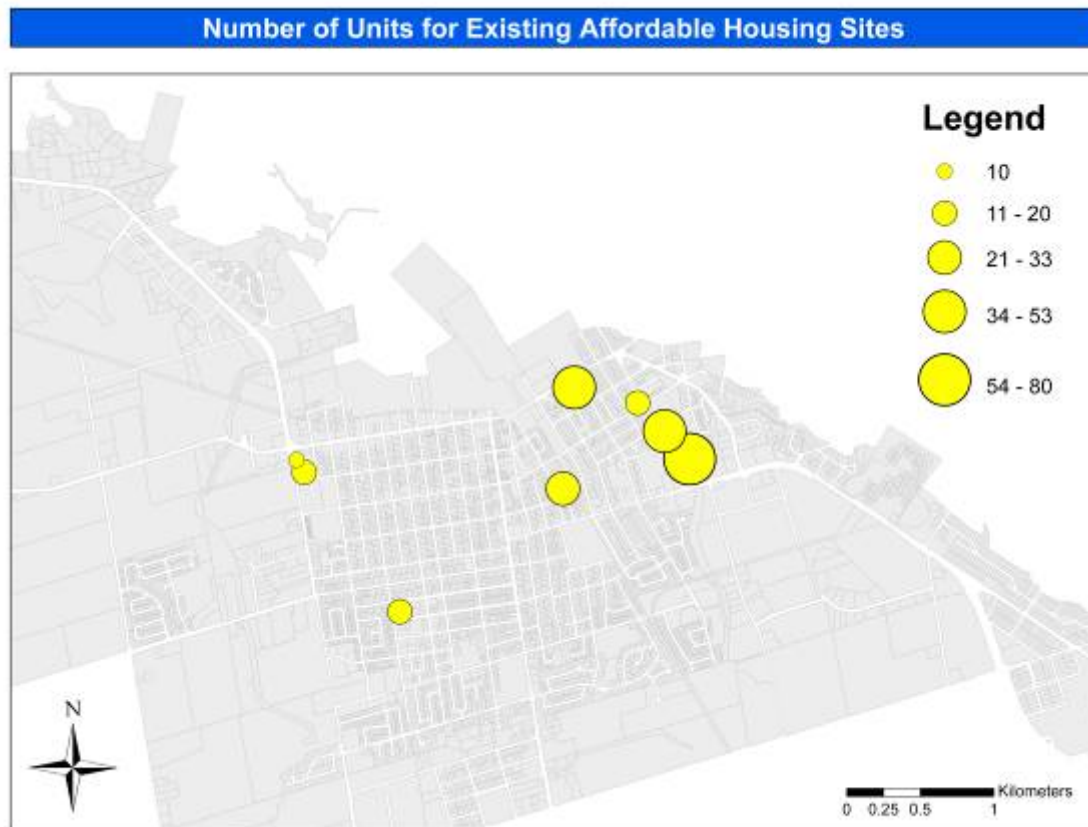 Number of Units for Existing Affordable Housing Sites
Legend
10
11 - 20
21 - 33
34 - 53
54 - 80
N
Kilometers
0 0.25 0.5 1